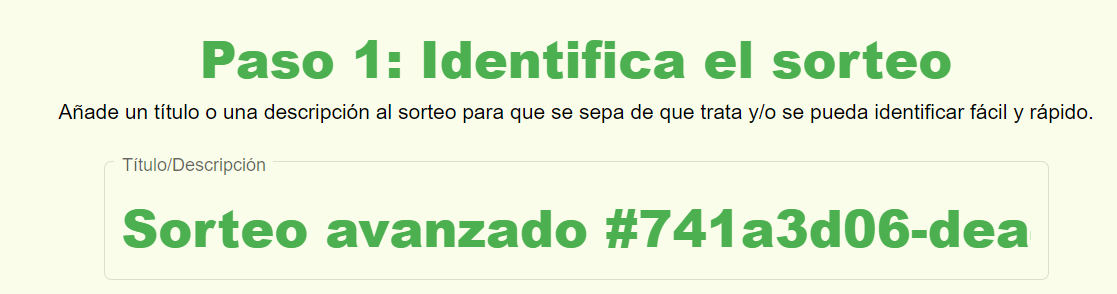 Paso 1: Identifica el sorteo
Añade un título o una descripción al sorteo para que se sepa de que trata y/o se pueda identificar fácil y rápido.
Título/Descripción
Sorteo avanzado #741a3d06-dea